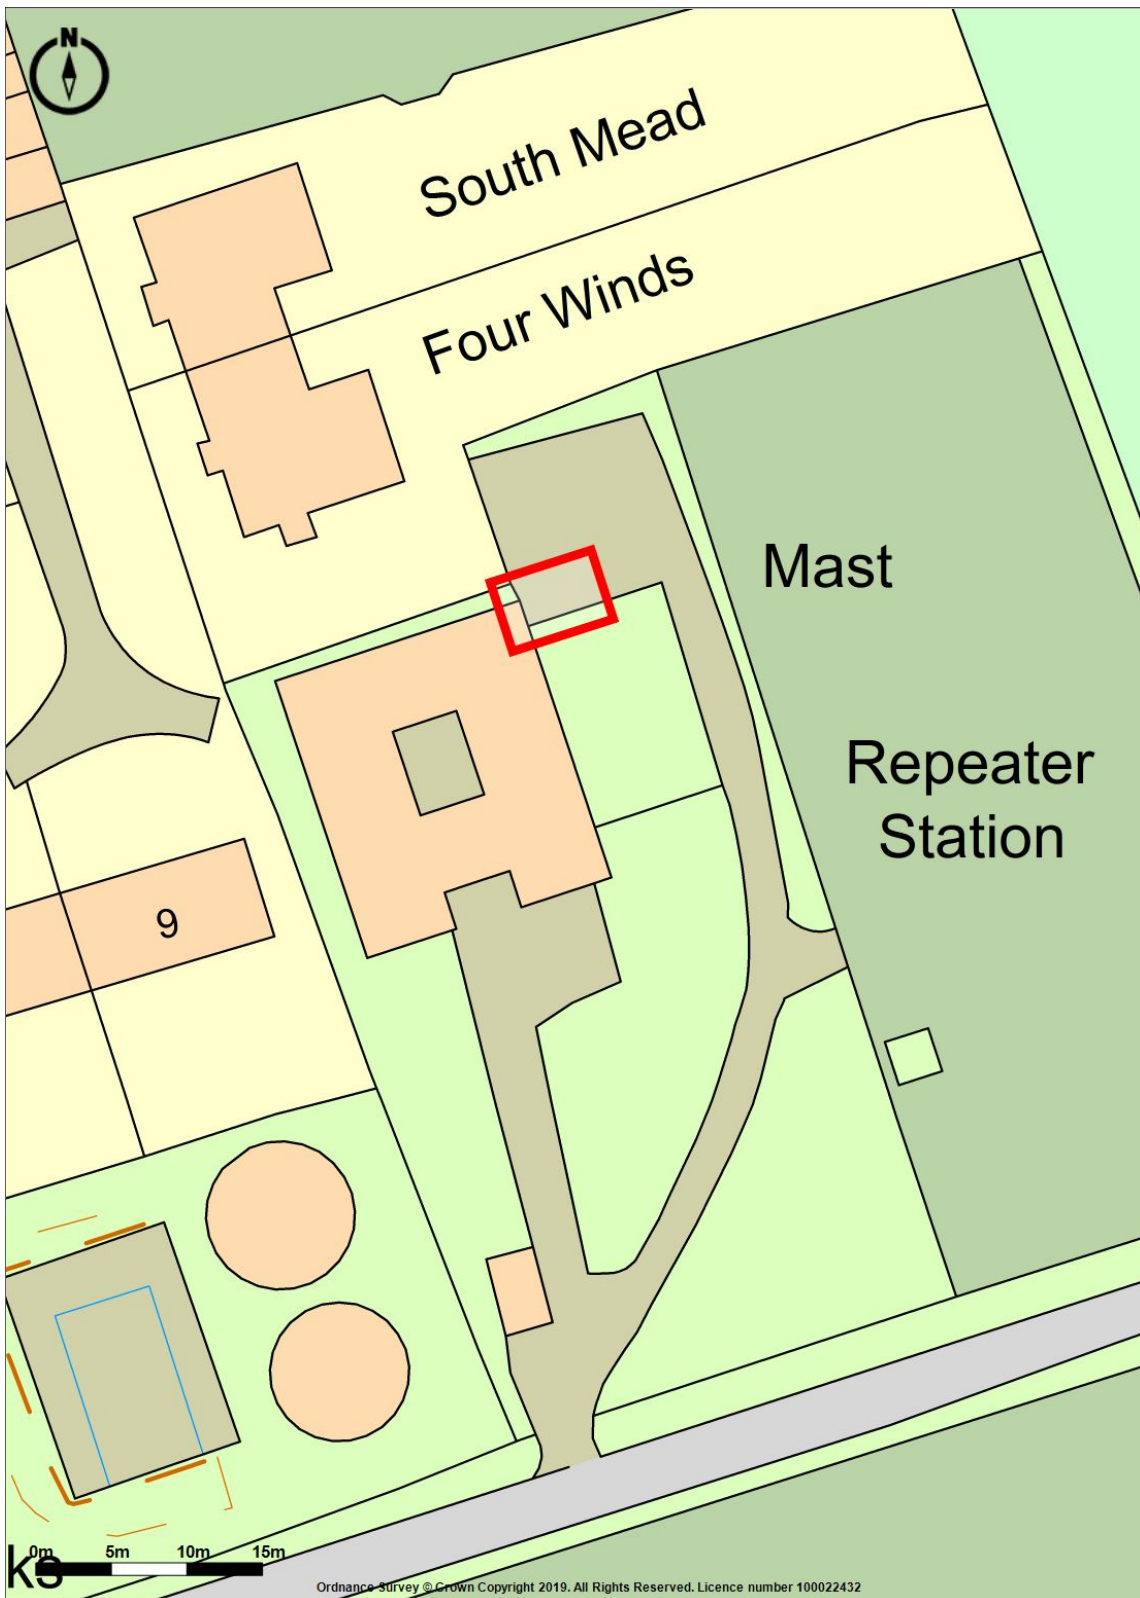 N
South Mead
Four Winds
Mast
Repeater
Station
9
ks
0m 5m 10m 15m
Ordnance Survey © Crown Copyright 2019. All Rights Reserved. Licence number 100022432